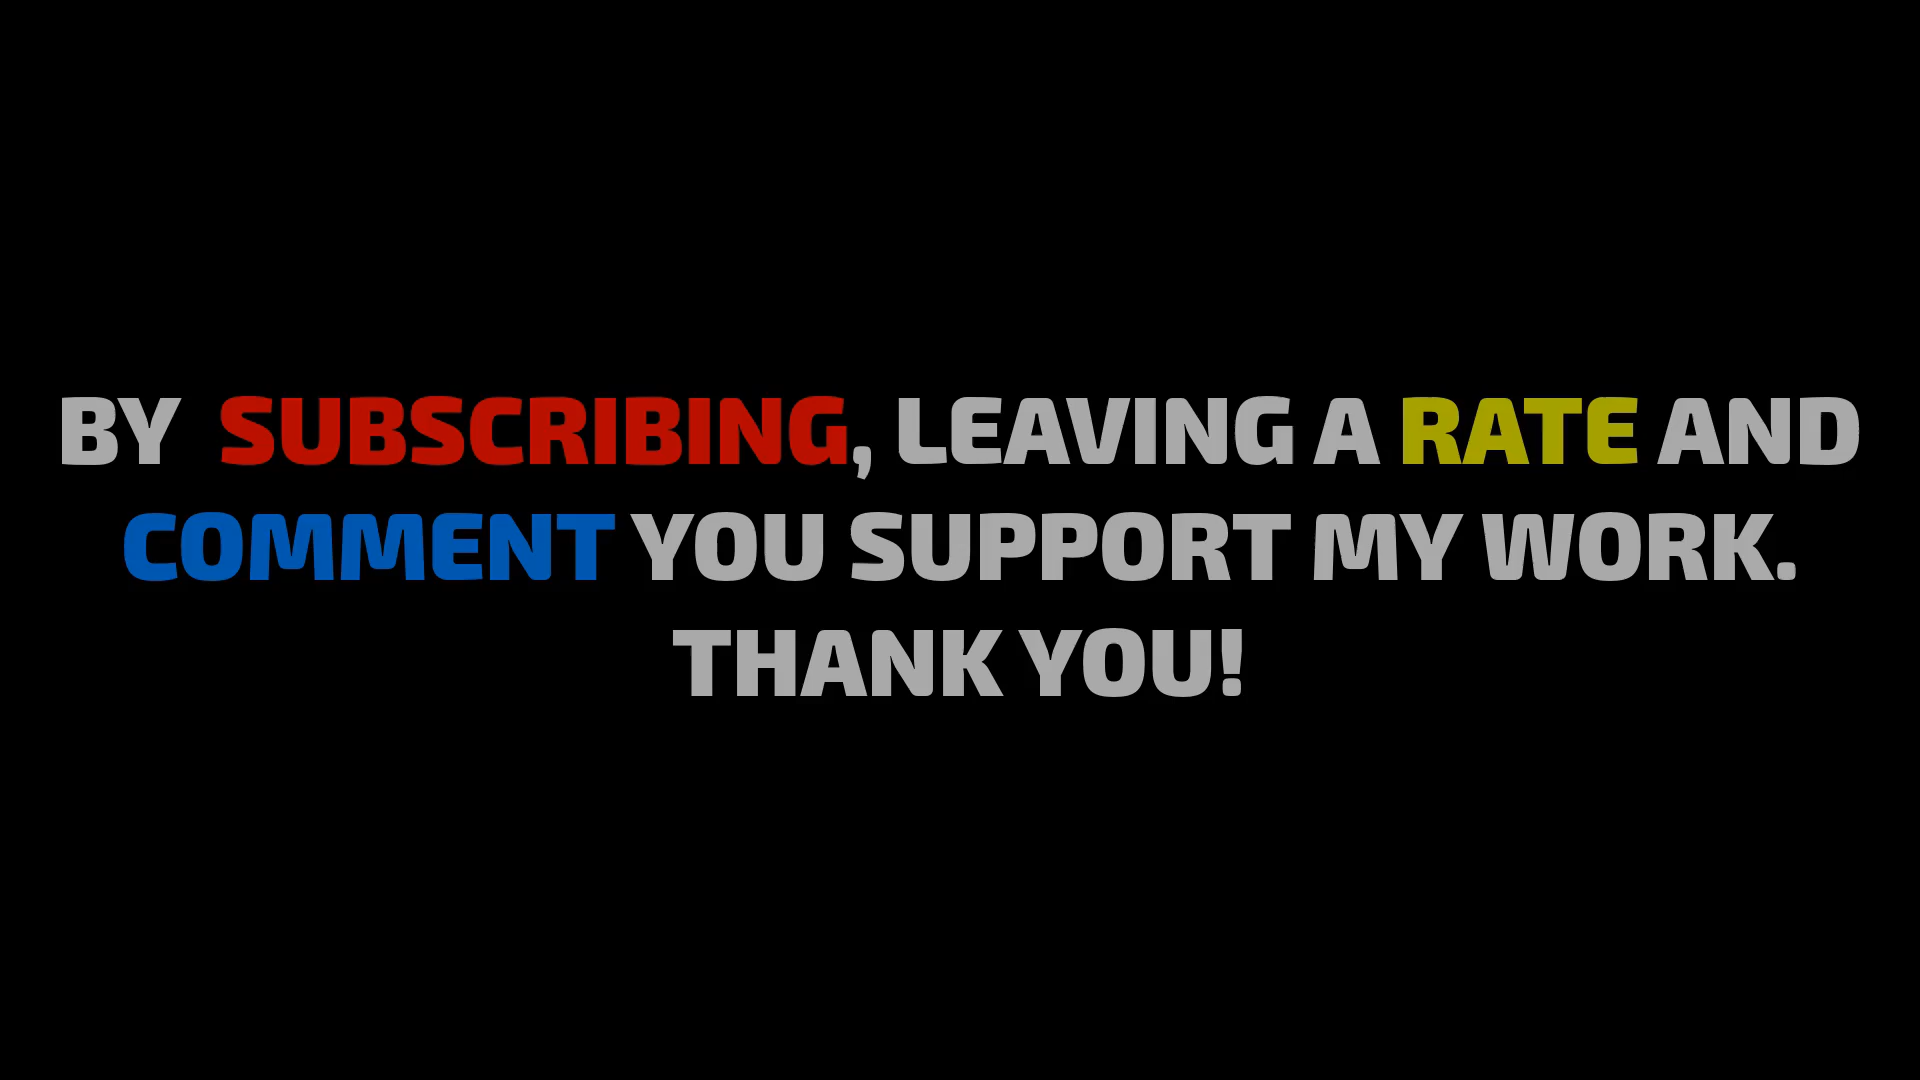 BY SUBSCRIBING, LEAVING A RATE AND
COMMENT YOU SUPPORT MY WORK.
THANK YOU!